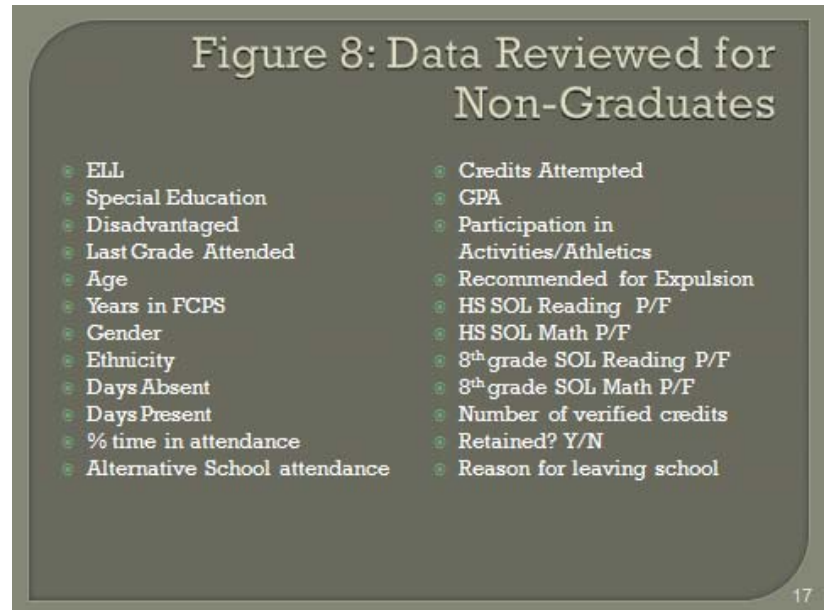 Figure 8: Data Reviewed for
Non-Graduates
ELL
Special Education
Disadvantaged
Last Grade Attended
Age
Years in FCPS
Gender
Ethnicity
Days Absent
Days Present
% time in attendance
Alternative School attendance
Credits Attempted
GPA
Participation in
Activities/Athletics
Recommended for Expulsion
HS SOL Reading P/F
HS SOL Math P/F
8th grade SOL Reading P/F
8th grade SOL Math P/F
Number of verified credits
Retained? Y/N
Reason for leaving school
17